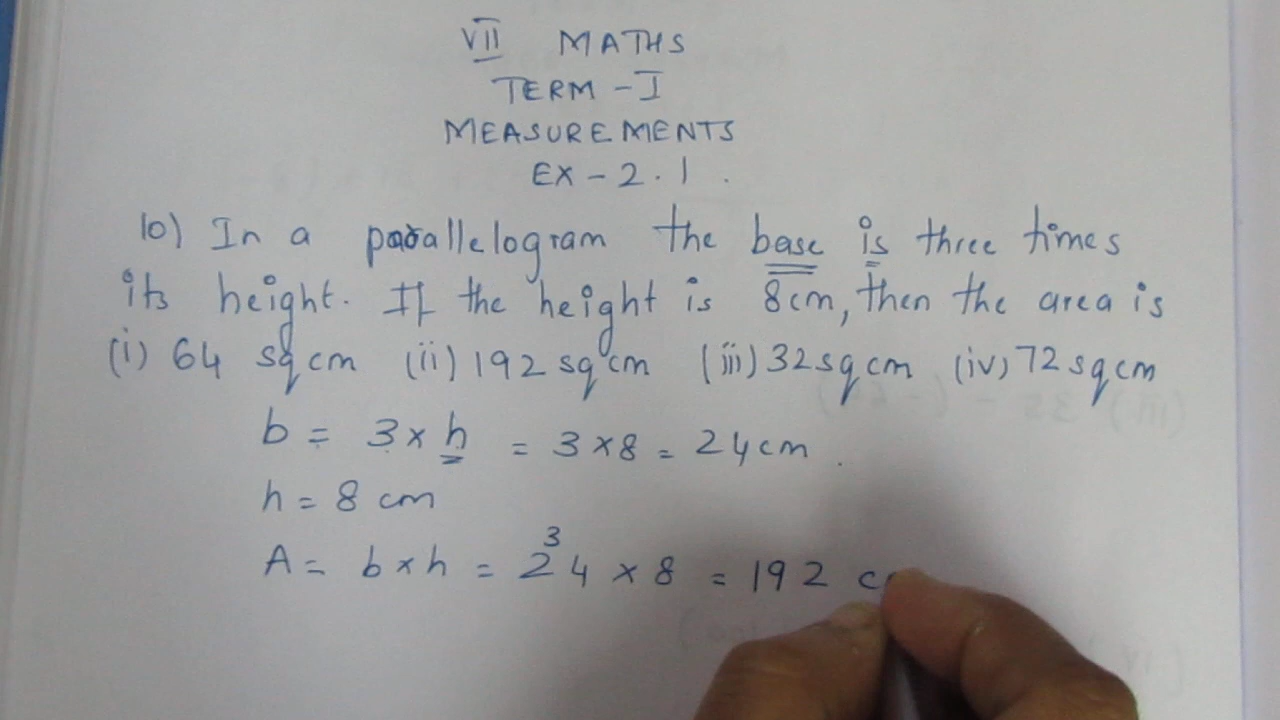 VII MATHS
TERM - I
MEASUREMENTS
EX - 2.1.
10) In a parallelogram the base is three times
its height. If the height is 8cm, then the area is
(i) 64 sq cm (ii) 192 sq cm (iii) 32 sq cm (iv) 72 sq cm
b = 3 × h = 3 × 8 = 24 cm.
h = 8 cm
3
A = b × h = 24 × 8 = 192 c